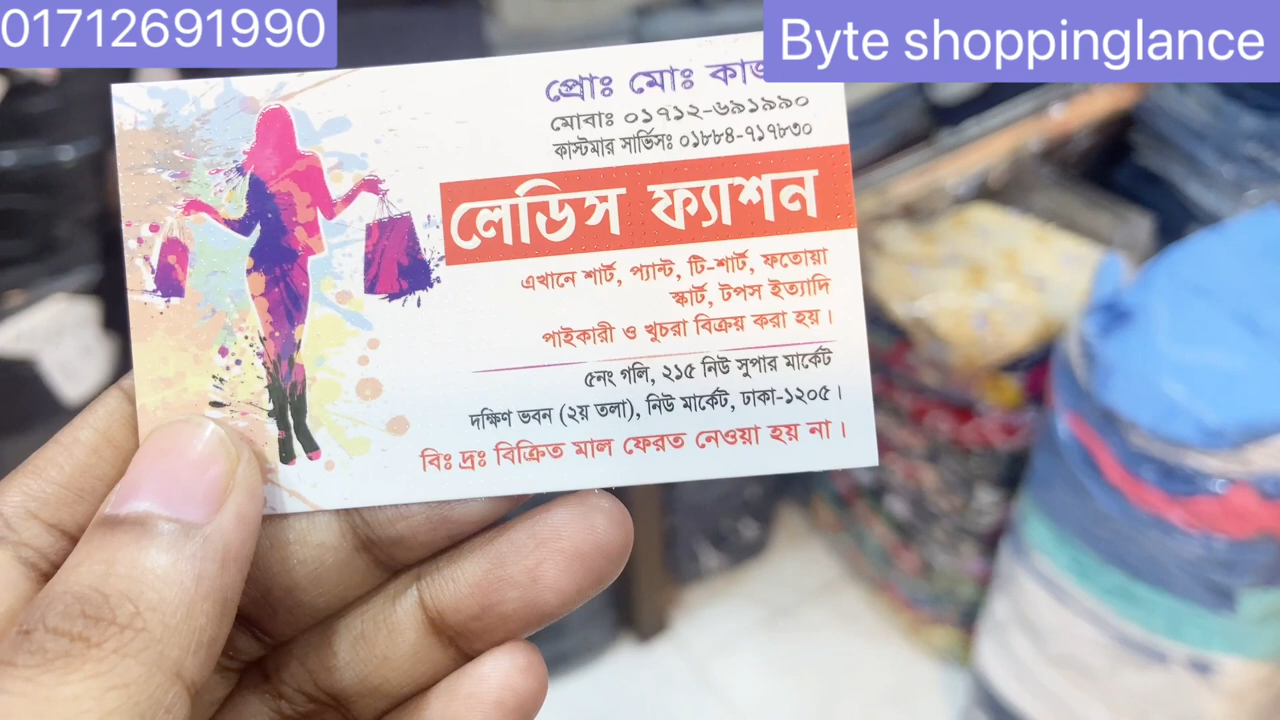 01712691990
Byte shoppinglance
প্রোঃ মোঃ
মোবাঃ ০১৭১২-৬৯১৯৯০
কাস্টমার সার্ভিসঃ ০১৮৮৪-৭১৭৮৩০
লেডিস ফ্যাশন
এখানে শার্ট, প্যান্ট, টি-শার্ট, ফতোয়া
স্কার্ট, টপস ইত্যাদি
পাইকারী ও খুচরা বিক্রয় করা হয়।
৫নং গলি, ২১৫ নিউ সুপার মার্কেট
দক্ষিণ ভবন (২য় তলা), নিউ মার্কেট, ঢাকা-১২০৫।
বিঃ দ্রঃ বিক্রিত মাল ফেরত নেওয়া হয় না।